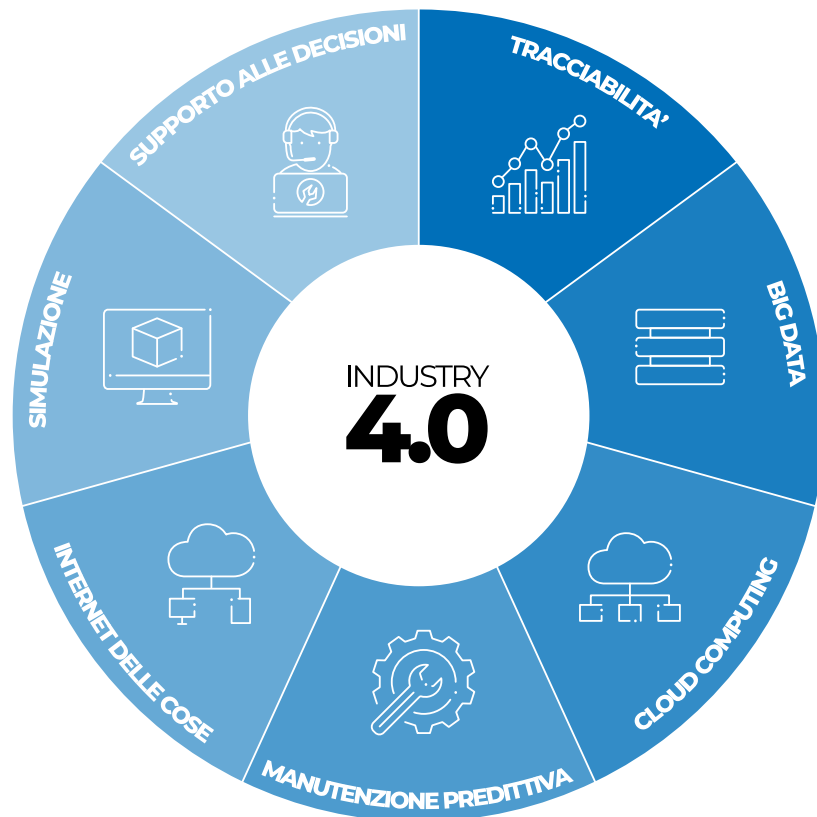 SUPPORTO ALLE DECISIONI
TRACCIABILITA'
SIMULAZIONE
BIG DATA
INDUSTRY
4.0
INTERNET DELLE COSE
CLOUD COMPUTING
MANUTENZIONE PREDITTIVA